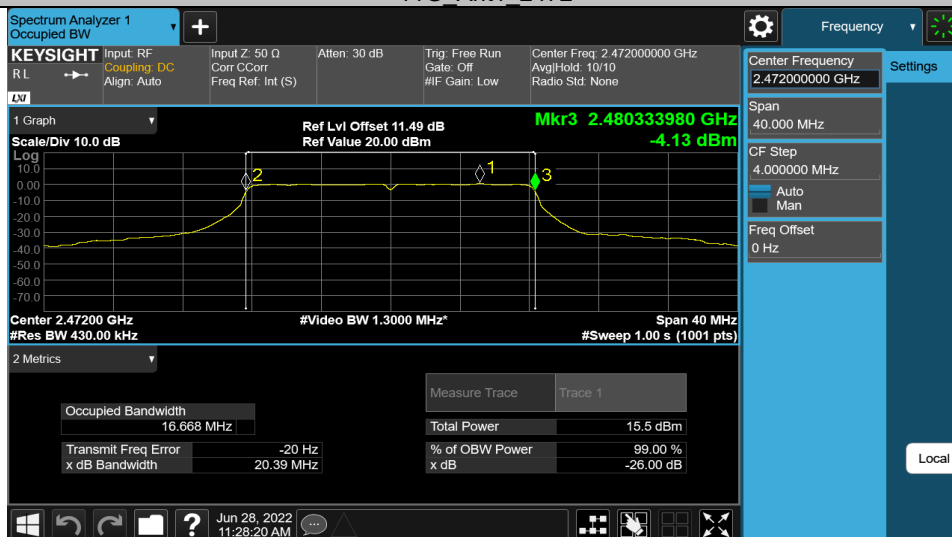 Spectrum Analyzer 1
Occupied BW
Frequency
KEYSIGHT
RL
LXI
Input: RF
Coupling: DC
Align: Auto
Input Z: 50 Ω
Corr CCorr
Freq Ref: Int (S)
Atten: 30 dB
Trig: Free Run
Gate: Off
#IF Gain: Low
Center Freq: 2.472000000 GHz
Avg|Hold: 10/10
Radio Std: None
Center Frequency
2.472000000 GHz
Settings
Span
40.000 MHz
CF Step
4.000000 MHz
Auto
Man
Freq Offset
0 Hz
Local
1 Graph
Scale/Div 10.0 dB
Ref Lvl Offset 11.49 dB
Ref Value 20.00 dBm
Mkr3 2.480333980 GHz
-4.13 dBm
Log
10.0
0.00
-10.0
-20.0
-30.0
-40.0
-50.0
-60.0
-70.0
2
1
3
Center 2.47200 GHz
#Video BW 1.3000 MHz*
Span 40 MHz
#Res BW 430.00 kHz
#Sweep 1.00 s (1001 pts)
2 Metrics
Measure Trace
Trace 1
Occupied Bandwidth
16.668 MHz
Total Power
15.5 dBm
Transmit Freq Error
-20 Hz
% of OBW Power
99.00 %
x dB Bandwidth
20.39 MHz
x dB
-26.00 dB
?
Jun 28, 2022
11:28:20 AM